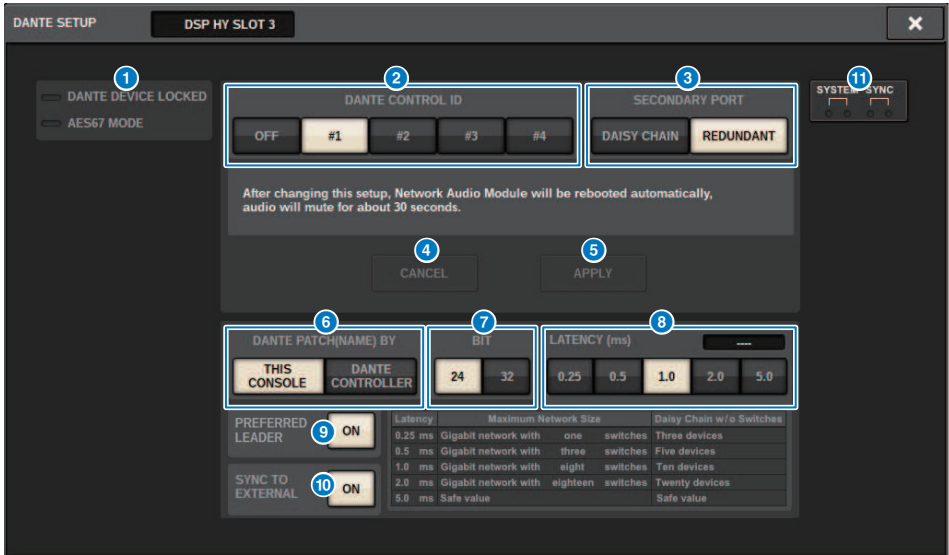 DANTE SETUP
DSP HY SLOT 3
1
DANTE DEVICE LOCKED
AES67 MODE
2
DANTE CONTROL ID
OFF #1 #2 #3 #4
3
SECONDARY PORT
DAISY CHAIN REDUNDANT
11
SYSTEM SYNC
After changing this setup, Network Audio Module will be rebooted automatically,
audio will mute for about 30 seconds.
4
CANCEL
5
APPLY
6
DANTE PATCH(NAME) BY
THIS
CONSOLE
DANTE
CONTROLLER
7
BIT
24 32
8
LATENCY (ms) ----
0.25 0.5 1.0 2.0 5.0
PREFERRED
LEADER
9
ON
SYNC TO
EXTERNAL
10
ON
Latency Maximum Network Size Daisy Chain w/o Switches
0.25 ms Gigabit network with one switches Three devices
0.5 ms Gigabit network with three switches Five devices
1.0 ms Gigabit network with eight switches Ten devices
2.0 ms Gigabit network with eighteen switches Twenty devices
5.0 ms Safe value Safe value